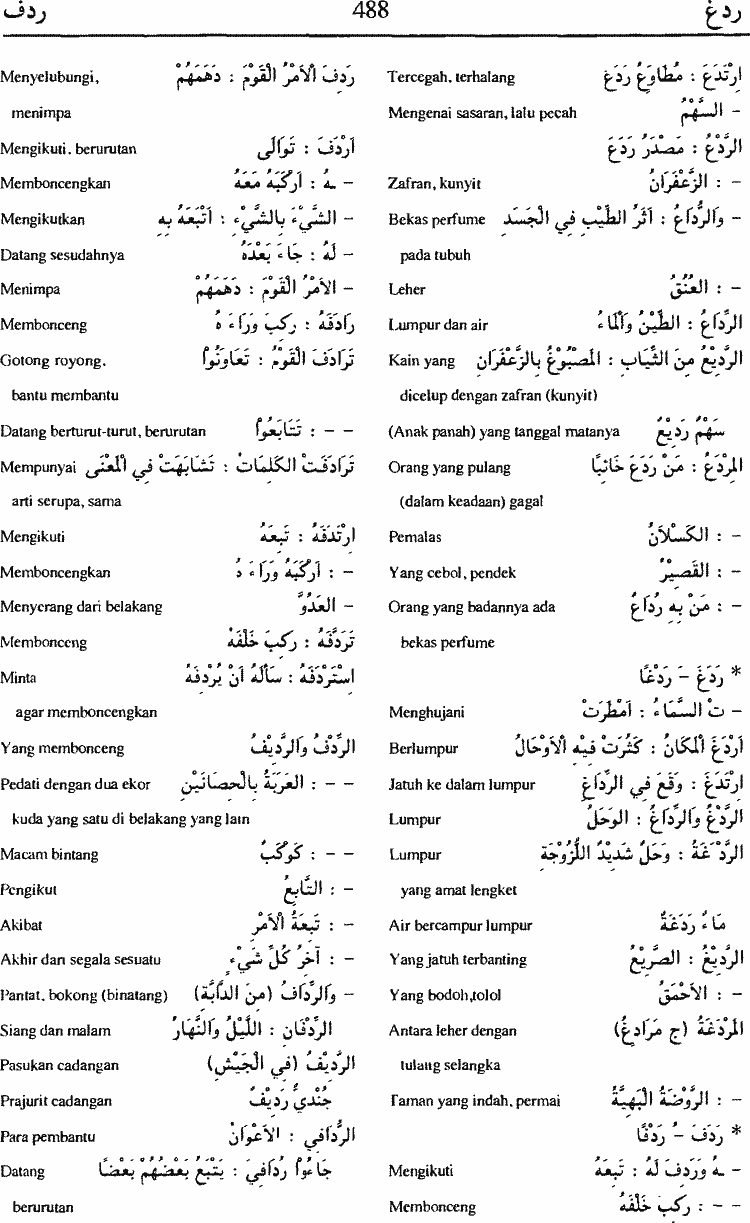 ردغ 488 ردف
ارْتَدَعَ : مُطَاوِعُ رَدَعَ Tercegah, terhalang
– السَّهْمُ Mengenai sasaran, lalu pecah
الرَّدْعُ : مَصْدَرُ رَدَعَ
– : الزَّعْفَرَانُ Zafran, kunyit
– وَالرُّدَاعُ : اَثَرُ الطِّيْبِ فِي الْجَسَدِ Bekas perfume
pada tubuh
– : العُنُقُ Leher
الرِّدَاعُ : الطِّيْنُ وَالْمَاءُ Lumpur dan air
الرَّدِيْعُ مِنَ الثِّيَابِ : الْمَصْبُوْغُ بِالزَّعْفَرَانِ Kain yang
dicelup dengan zafran (kunyit)
سَهْمٌ رَدِيْعٌ (Anak panah) yang tanggal matanya
الْمِرْدَعُ : مَنْ رَدَعَ خَائِبًا Orang yang pulang
(dalam keadaan) gagal
– : الكَسْلَانُ Pemalas
– : القَصِيْرُ Yang cebol, pendek
– : مَنْ بِهِ رُدَاعٌ Orang yang badannya ada
bekas perfume
* رَدَغَ – رَدْغًا
– تْ السَّمَاءُ : اَمْطَرَتْ Menghujani
اَرْدَغَ الْمَكَانُ : كَثُرَتْ فِيْهِ الْاَوْحَالُ Berlumpur
ارْتَدَغَ : وَقَعَ فِي الرِّدَاغِ Jatuh ke dalam lumpur
الرَّدْغُ وَالرِّدَاغُ : الوَحَلُ Lumpur
الرَّدْغَةُ : وَحَلٌ شَدِيْدُ اللُّزُوْجَةِ Lumpur
yang amat lengket
مَاءٌ رَدَغَةٌ Air bercampur lumpur
الرَّدِيْغُ : الصَّرِيْعُ Yang jatuh terbanting
– : الْاَحْمَقُ Yang bodoh,tolol
الْمَرْدَغَةُ (ج مَرَادِغُ) Antara leher dengan
tulang selangka
– : الرَّوْضَةُ الْبَهِيَّةُ Taman yang indah, permai
* رَدَفَ – رَدْفًا
– ـهُ وَرَدِفَ لَهُ : تَبِعَهُ Mengikuti
– – : رَكِبَ خَلْفَهُ Membonceng
رَدِفَ الْاَمْرُ الْقَوْمَ : دَهَمَهُمْ Menyelubungi,
menimpa
اَرْدَفَ : تَوَالَى Mengikuti, berurutan
– ـهُ : اَرْكَبَهُ مَعَهُ Memboncengkan
– الشَّيْءَ بِالشَّيْءِ : اَتْبَعَهُ بِهِ Mengikutkan
– لَهُ : جَاءَ بَعْدَهُ Datang sesudahnya
– الْاَمْرُ الْقَوْمَ : دَهَمَهُمْ Menimpa
رَادَفَهُ : رَكِبَ وَرَاءَهُ Membonceng
تَرَادَفَ الْقَوْمُ : تَعَاوَنُوْا Gotong royong,
bantu membantu
– – : تَتَابَعُوْا Datang berturut-turut, berurutan
تَرَادَفَتْ الكَلِمَاتُ : تَشَابَهَتْ فِي الْمَعْنَى Mempunyai
arti serupa, sama
ارْتَدَفَهُ : تَبِعَهُ Mengikuti
– : اَرْكَبَهُ وَرَاءَهُ Memboncengkan
– العَدُوَّ Menyerang dari belakang
تَرَدَّفَهُ : رَكِبَ خَلْفَهُ Membonceng
اسْتَرْدَفَهُ : سَأَلَهُ اَنْ يُرْدِفَهُ Minta
agar memboncengkan
الرِّدْفُ وَالرَّدِيْفُ Yang membonceng
– – : العَرَبَةُ بِالْحِصَانَيْنِ Pedati dengan dua ekor
kuda yang satu di belakang yang lain
– – : كَوْكَبٌ Macam bintang
– : التَّابِعُ Pengikut
– : تَبِعَةُ الْاَمْرِ Akibat
– : آخِرُ كُلِّ شَيْءٍ Akhir dari segala sesuatu
– وَالرِّدَافُ (مِنَ الدَّابَّةِ) Pantat, bokong (binatang)
الرِّدْفَانِ : اللَّيْلُ وَالنَّهَارُ Siang dan malam
الرَّدِيْفُ (فِي الْجَيْشِ) Pasukan cadangan
جُنْدِيٌّ رَدِيْفٌ Prajurit cadangan
الرُّدَافَى : الْاَعْوَانُ Para pembantu
جَاءُوْا رُدَافَى : يَتْبَعُ بَعْضُهُمْ بَعْضًا Datang
berurutan